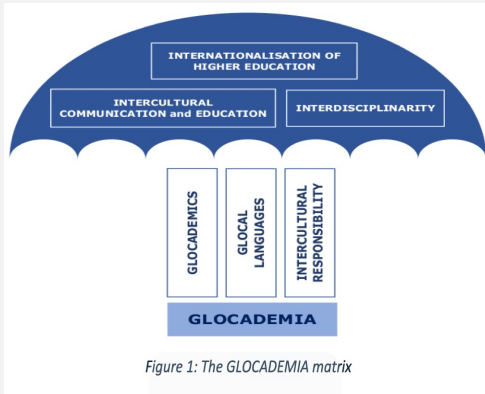 INTERNATIONALISATION OF
HIGHER EDUCATION
INTERCULTURAL
COMMUNICATION and EDUCATION
INTERDISCIPLINARITY
GLOCADEMICS
GLOCAL
LANGUAGES
INTERCULTURAL
RESPONSIBILITY
GLOCADEMIA
Figure 1: The GLOCADEMIA matrix